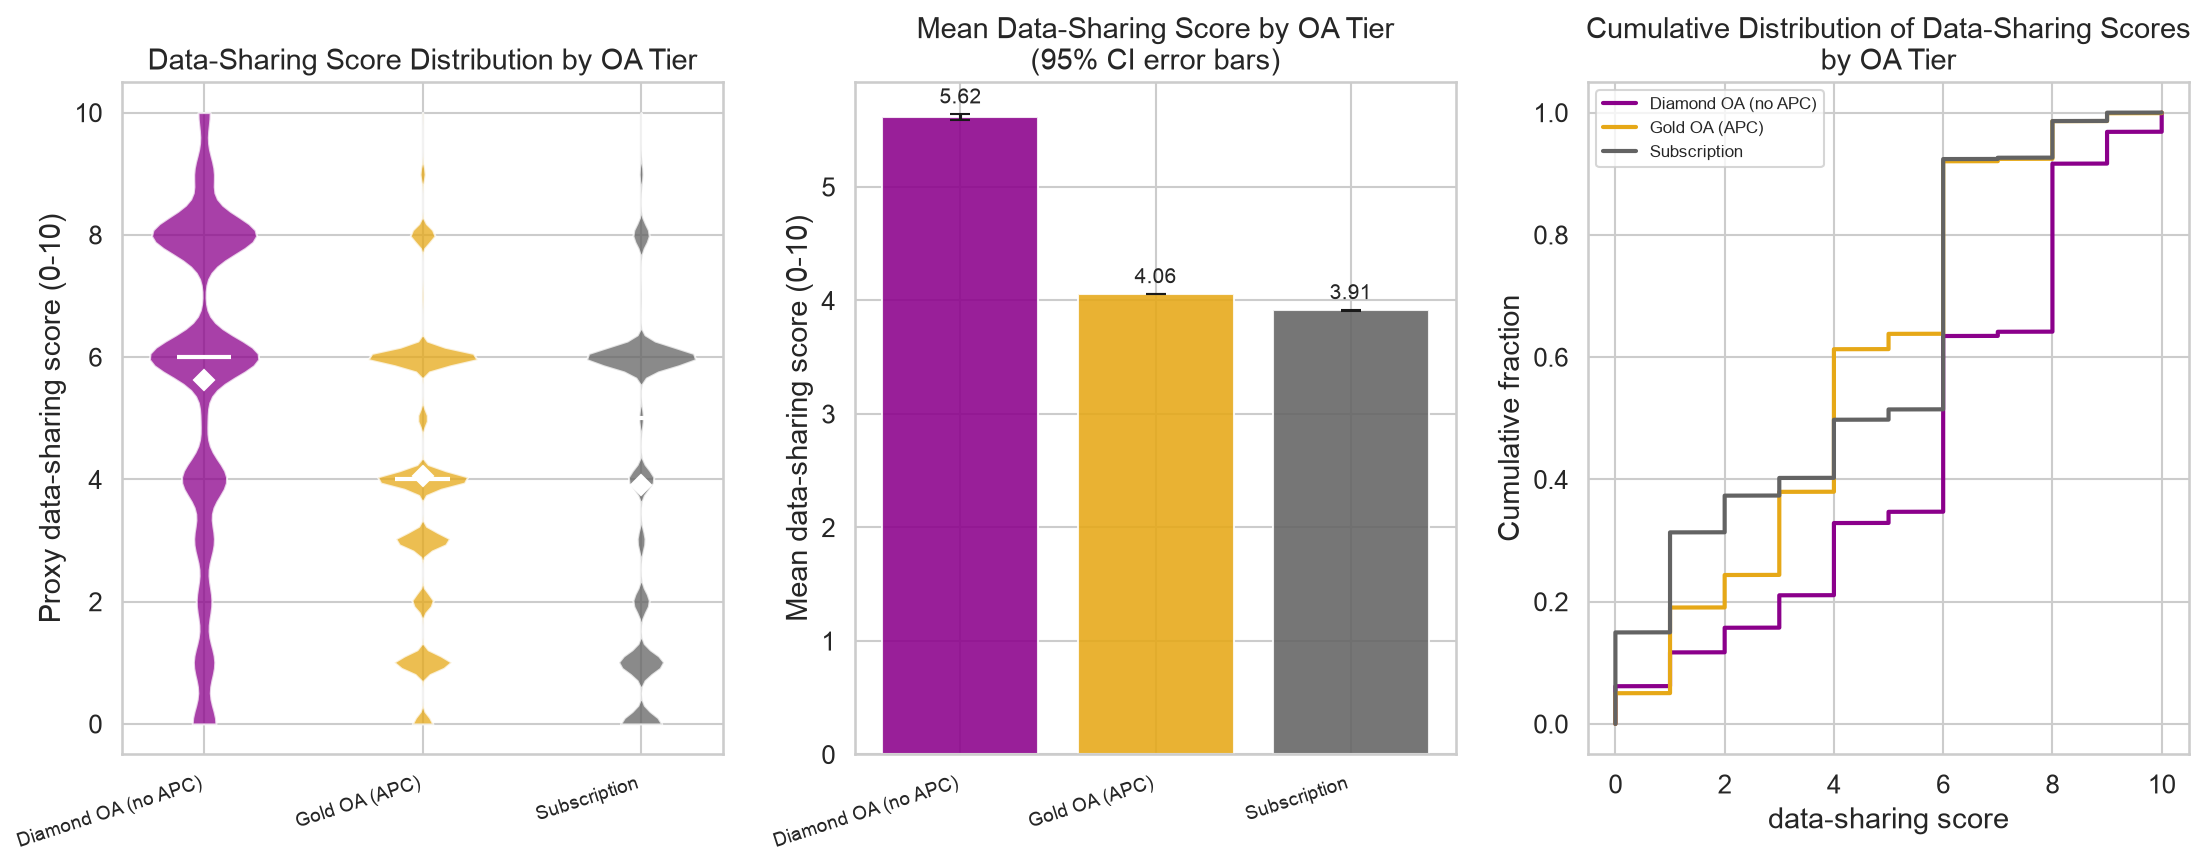 Data-Sharing Score Distribution by OA Tier
Proxy data-sharing score (0-10)
10
8
6
4
2
0
Diamond OA (no APC)
Gold OA (APC)
Subscription
Mean Data-Sharing Score by OA Tier
(95% CI error bars)
Mean data-sharing score (0-10)
5
4
3
2
1
0
5.62
4.06
3.91
Diamond OA (no APC)
Gold OA (APC)
Subscription
Cumulative Distribution of Data-Sharing Scores
by OA Tier
Cumulative fraction
1.0
0.8
0.6
0.4
0.2
0.0
Diamond OA (no APC)
Gold OA (APC)
Subscription
0 2 4 6 8 10
data-sharing score